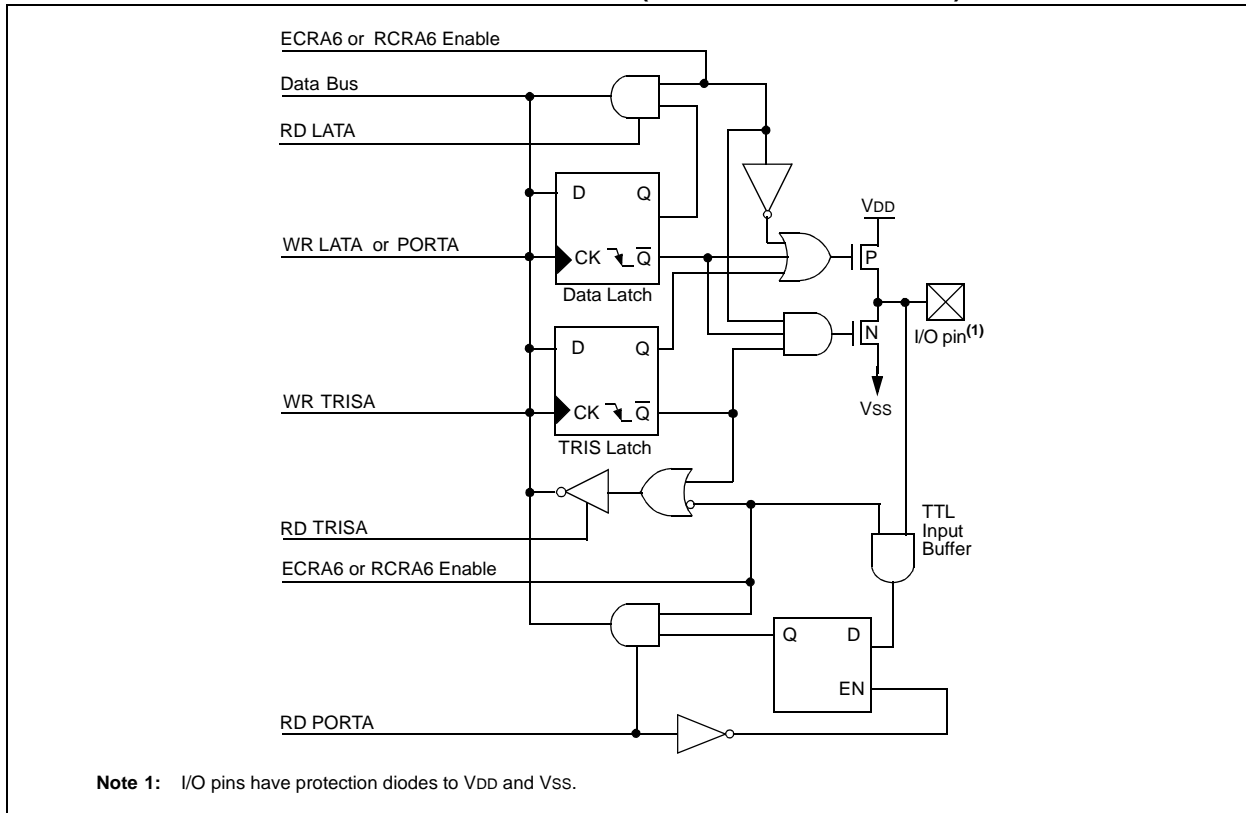 ECRA6 or RCRA6 Enable
Data Bus
RD LATA
D Q
VDD
WR LATA or PORTA
CK Q
P
Data Latch
I/O pin(1)
D Q
N
WR TRISA
CK Q
VSS
TRIS Latch
TTL
Input
Buffer
RD TRISA
ECRA6 or RCRA6 Enable
Q D
EN
RD PORTA
Note 1: I/O pins have protection diodes to VDD and VSS.